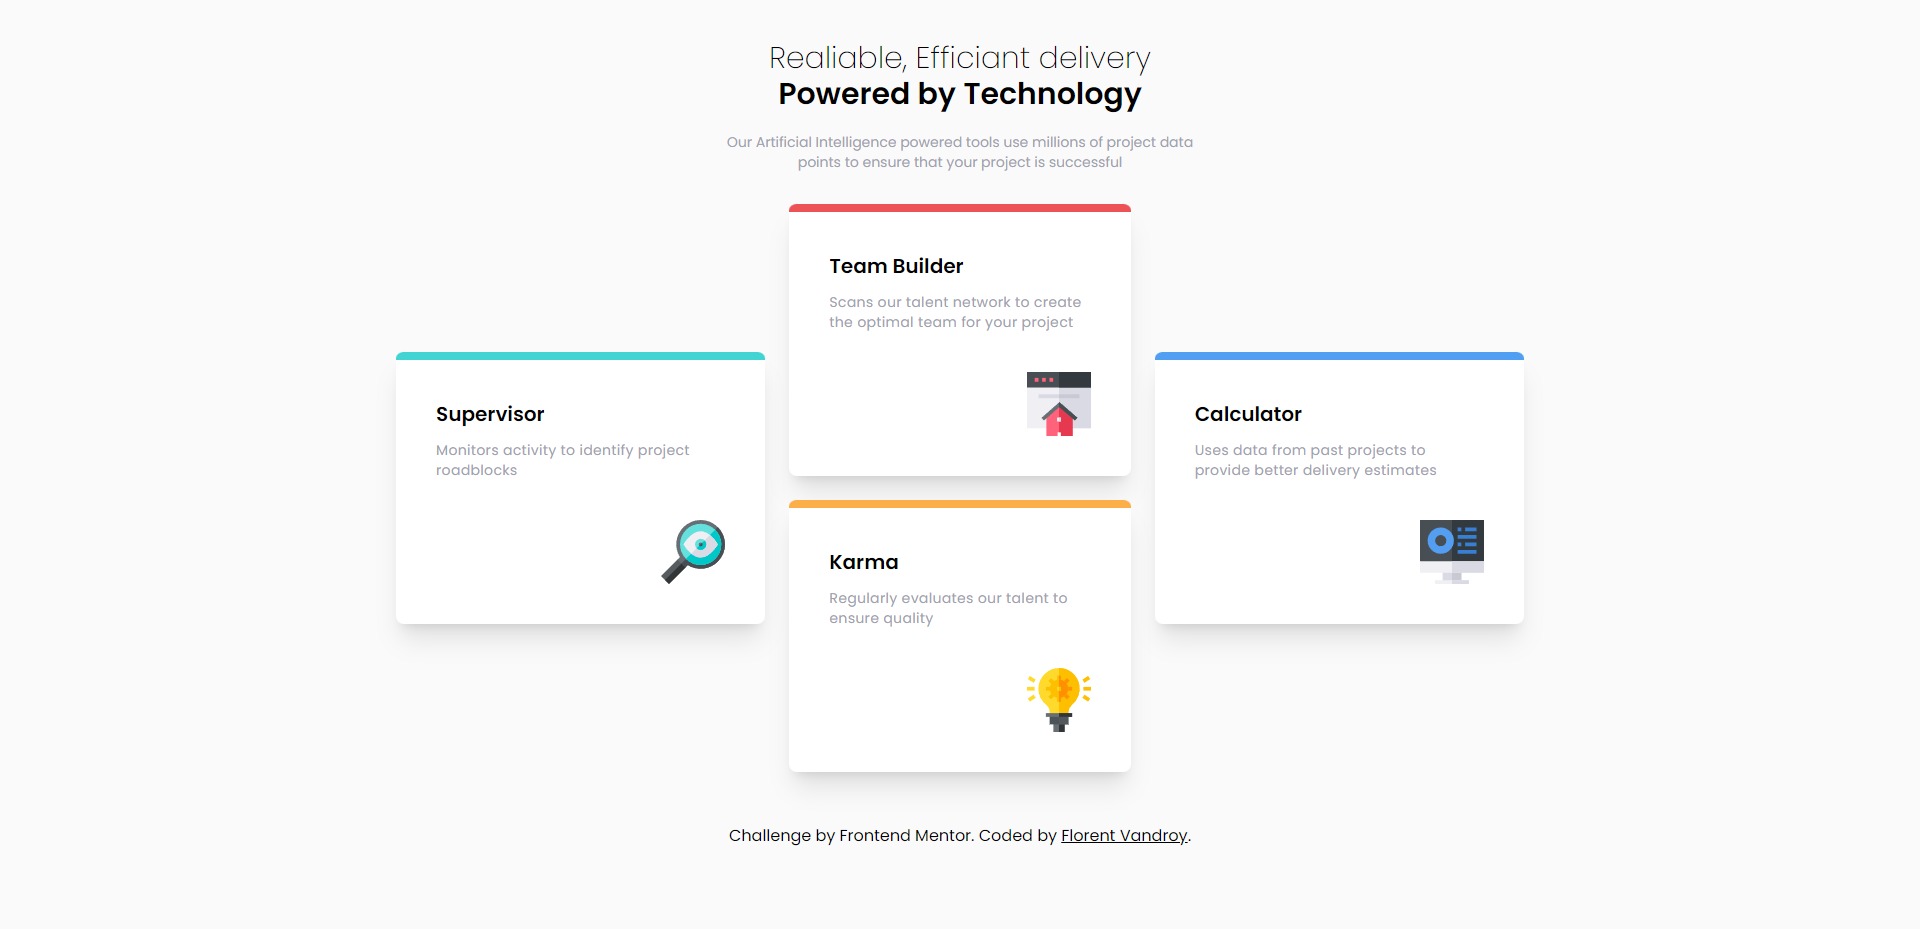 Realiable, Efficiant delivery
Powered by Technology
Our Artificial Intelligence powered tools use millions of project data
points to ensure that your project is successful
Team Builder
Scans our talent network to create
the optimal team for your project
Supervisor
Monitors activity to identify project
roadblocks
Calculator
Uses data from past projects to
provide better delivery estimates
Karma
Regularly evaluates our talent to
ensure quality
Challenge by Frontend Mentor. Coded by Florent Vandroy.